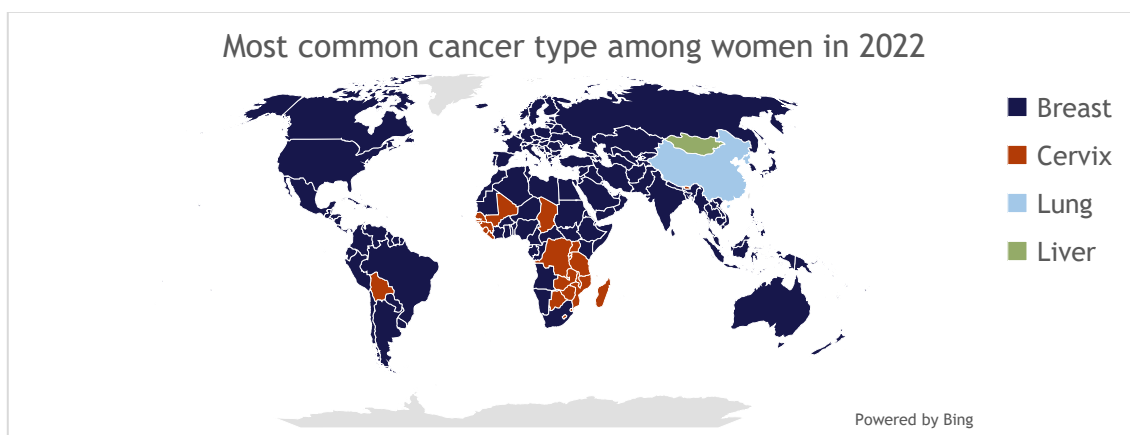 Most common cancer type among women in 2022
Breast
Cervix
Lung
Liver
Powered by Bing